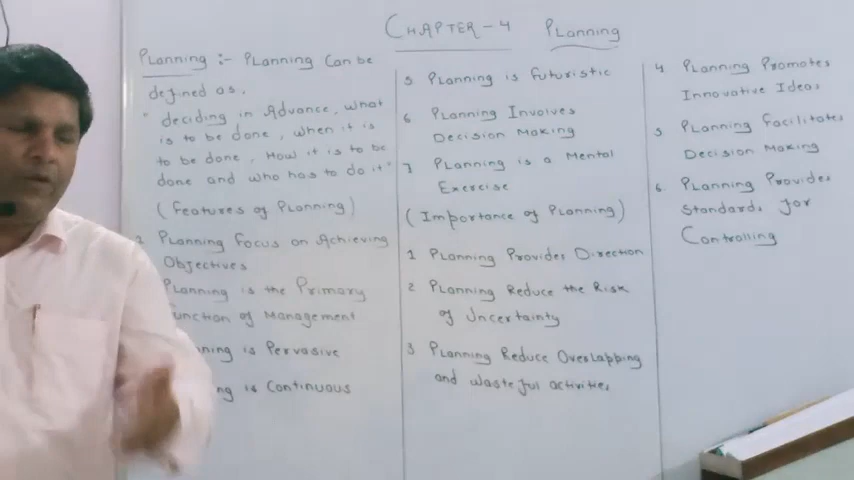 CHAPTER - 4 Planning
Planning :- Planning Can be
defined as.
" deciding in Advance, what
is to be done, when it is
to be done, How it is to be
done and who has to do it"
(Features of Planning)
Planning Focus on Achieving
Objectives
Planning is the Primary
Function of Management
ning is Pervasive
ng is Continuous
5 Planning is Futuristic
6 Planning Involves
Decision Making
7 Planning is a Mental
Exercise
(Importance of Planning)
1 Planning Provides Direction
2 Planning Reduce the Risk
of Uncertainty
3 Planning Reduce Overlapping
and wasteful activities
4 Planning Promotes
Innovative Ideas
5 Planning Facilitates
Decision Making
6 Planning Provides
Standards for
Controlling